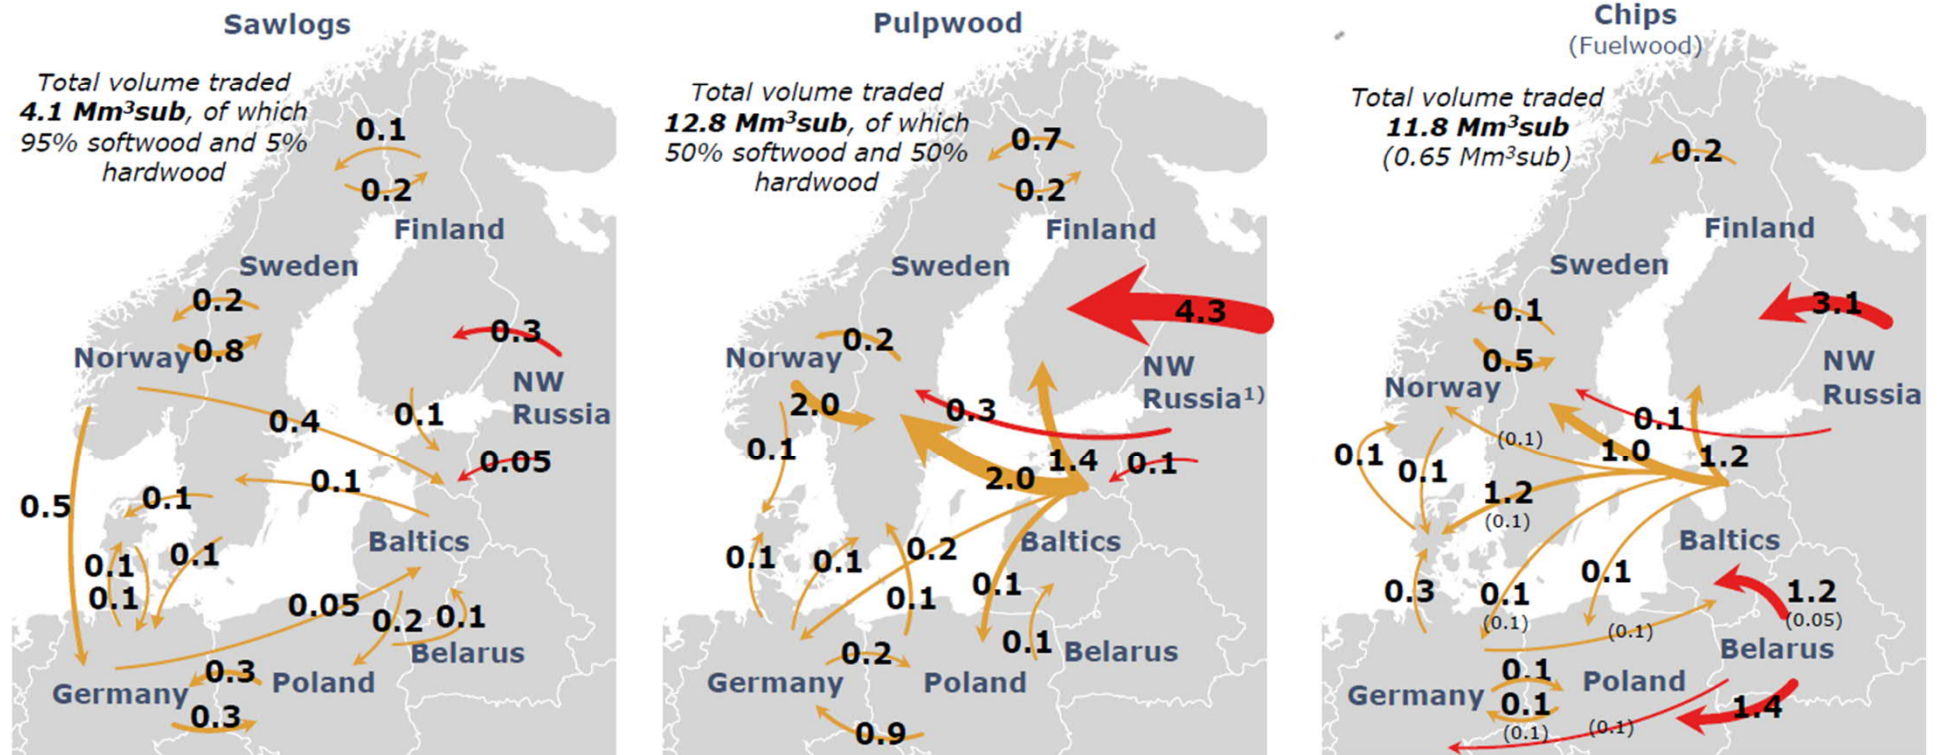 Sawlogs
Total volume traded
4.1 Mm³sub, of which
95% softwood and 5%
hardwood
0.1
0.2
Finland
Sweden
0.2
0.8
Norway
0.3
NW
Russia
0.4
0.1
0.05
0.1
0.5
0.1
Baltics
0.1
0.1
0.1
0.05
0.2
0.1
Belarus
0.3
Germany
Poland
0.3
Pulpwood
Total volume traded
12.8 Mm³sub, of which
50% softwood and 50%
hardwood
0.7
0.2
Finland
Sweden
4.3
0.2
Norway
NW
Russia¹⁾
2.0
0.3
0.1
1.4
0.1
2.0
Baltics
0.1
0.1
0.2
0.1
0.1
0.1
Belarus
0.2
Germany
Poland
0.9
Chips
(Fuelwood)
Total volume traded
11.8 Mm³sub
(0.65 Mm³sub)
0.2
Finland
Sweden
3.1
0.1
0.5
Norway
NW
Russia
0.1
(0.1)
1.0
1.2
0.1
0.1
1.2
(0.1)
Baltics
0.3
0.1
(0.1)
0.1
1.2
(0.05)
(0.1)
Belarus
0.1
Germany
Poland
0.1
(0.1)
(0.1)
1.4